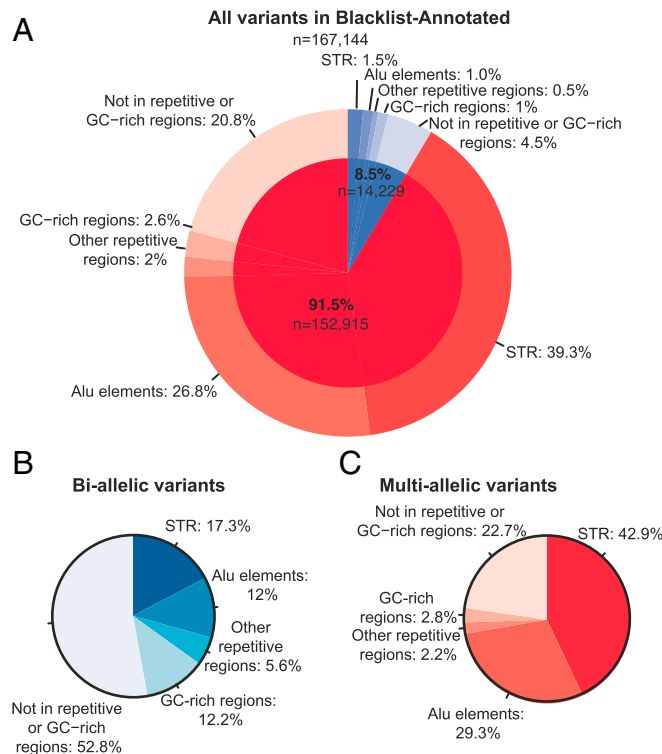 A
All variants in Blacklist-Annotated
n=167,144
STR: 1.5%
Alu elements: 1.0%
Other repetitive regions: 0.5%
GC−rich regions: 1%
Not in repetitive or GC−rich
regions: 4.5%
Not in repetitive or
GC−rich regions: 20.8%
8.5%
n=14,229
GC−rich regions: 2.6%
Other repetitive
regions: 2%
91.5%
n=152,915
STR: 39.3%
Alu elements: 26.8%
B
Bi-allelic variants
STR: 17.3%
Alu elements:
12%
Other
repetitive
regions: 5.6%
GC-rich regions:
12.2%
Not in repetitive
or GC−rich
regions: 52.8%
C
Multi-allelic variants
Not in repetitive or
GC−rich regions: 22.7%
STR: 42.9%
GC-rich
regions: 2.8%
Other repetitive
regions: 2.2%
Alu elements:
29.3%